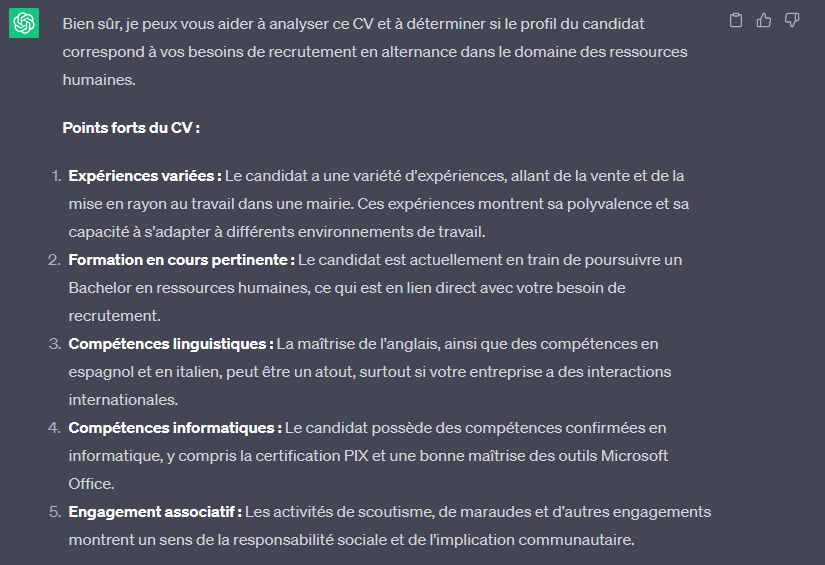 Bien sûr, je peux vous aider à analyser ce CV et à déterminer si le profil du candidat
correspond à vos besoins de recrutement en alternance dans le domaine des ressources
humaines.
Points forts du CV :
1. Expériences variées : Le candidat a une variété d'expériences, allant de la vente et de la
mise en rayon au travail dans une mairie. Ces expériences montrent sa polyvalence et sa
capacité à s'adapter à différents environnements de travail.
2. Formation en cours pertinente : Le candidat est actuellement en train de poursuivre un
Bachelor en ressources humaines, ce qui est en lien direct avec votre besoin de
recrutement.
3. Compétences linguistiques : La maîtrise de l'anglais, ainsi que des compétences en
espagnol et en italien, peut être un atout, surtout si votre entreprise a des interactions
internationales.
4. Compétences informatiques : Le candidat possède des compétences confirmées en
informatique, y compris la certification PIX et une bonne maîtrise des outils Microsoft
Office.
5. Engagement associatif : Les activités de scoutisme, de maraudes et d'autres engagements
montrent un sens de la responsabilité sociale et de l'implication communautaire.